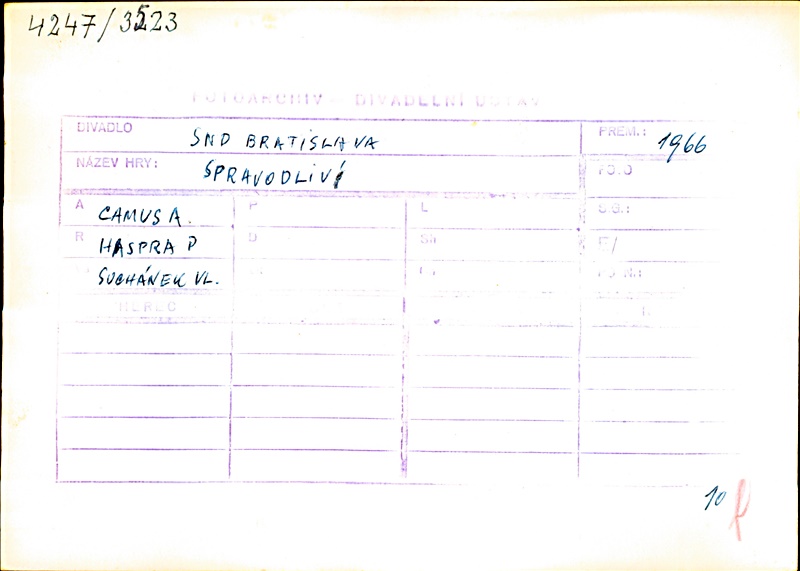 4247/3523
FOTOARCHIV – DIVADELNÍ ÚSTAV
DIVADLO SND BRATISLAVA PREM.: 1966
NÁZEV HRY: SPRAVODLIVÍ
A CAMUS A. P L
R HASPRA P D
SUCHÁNEK VL.
HEREC
10